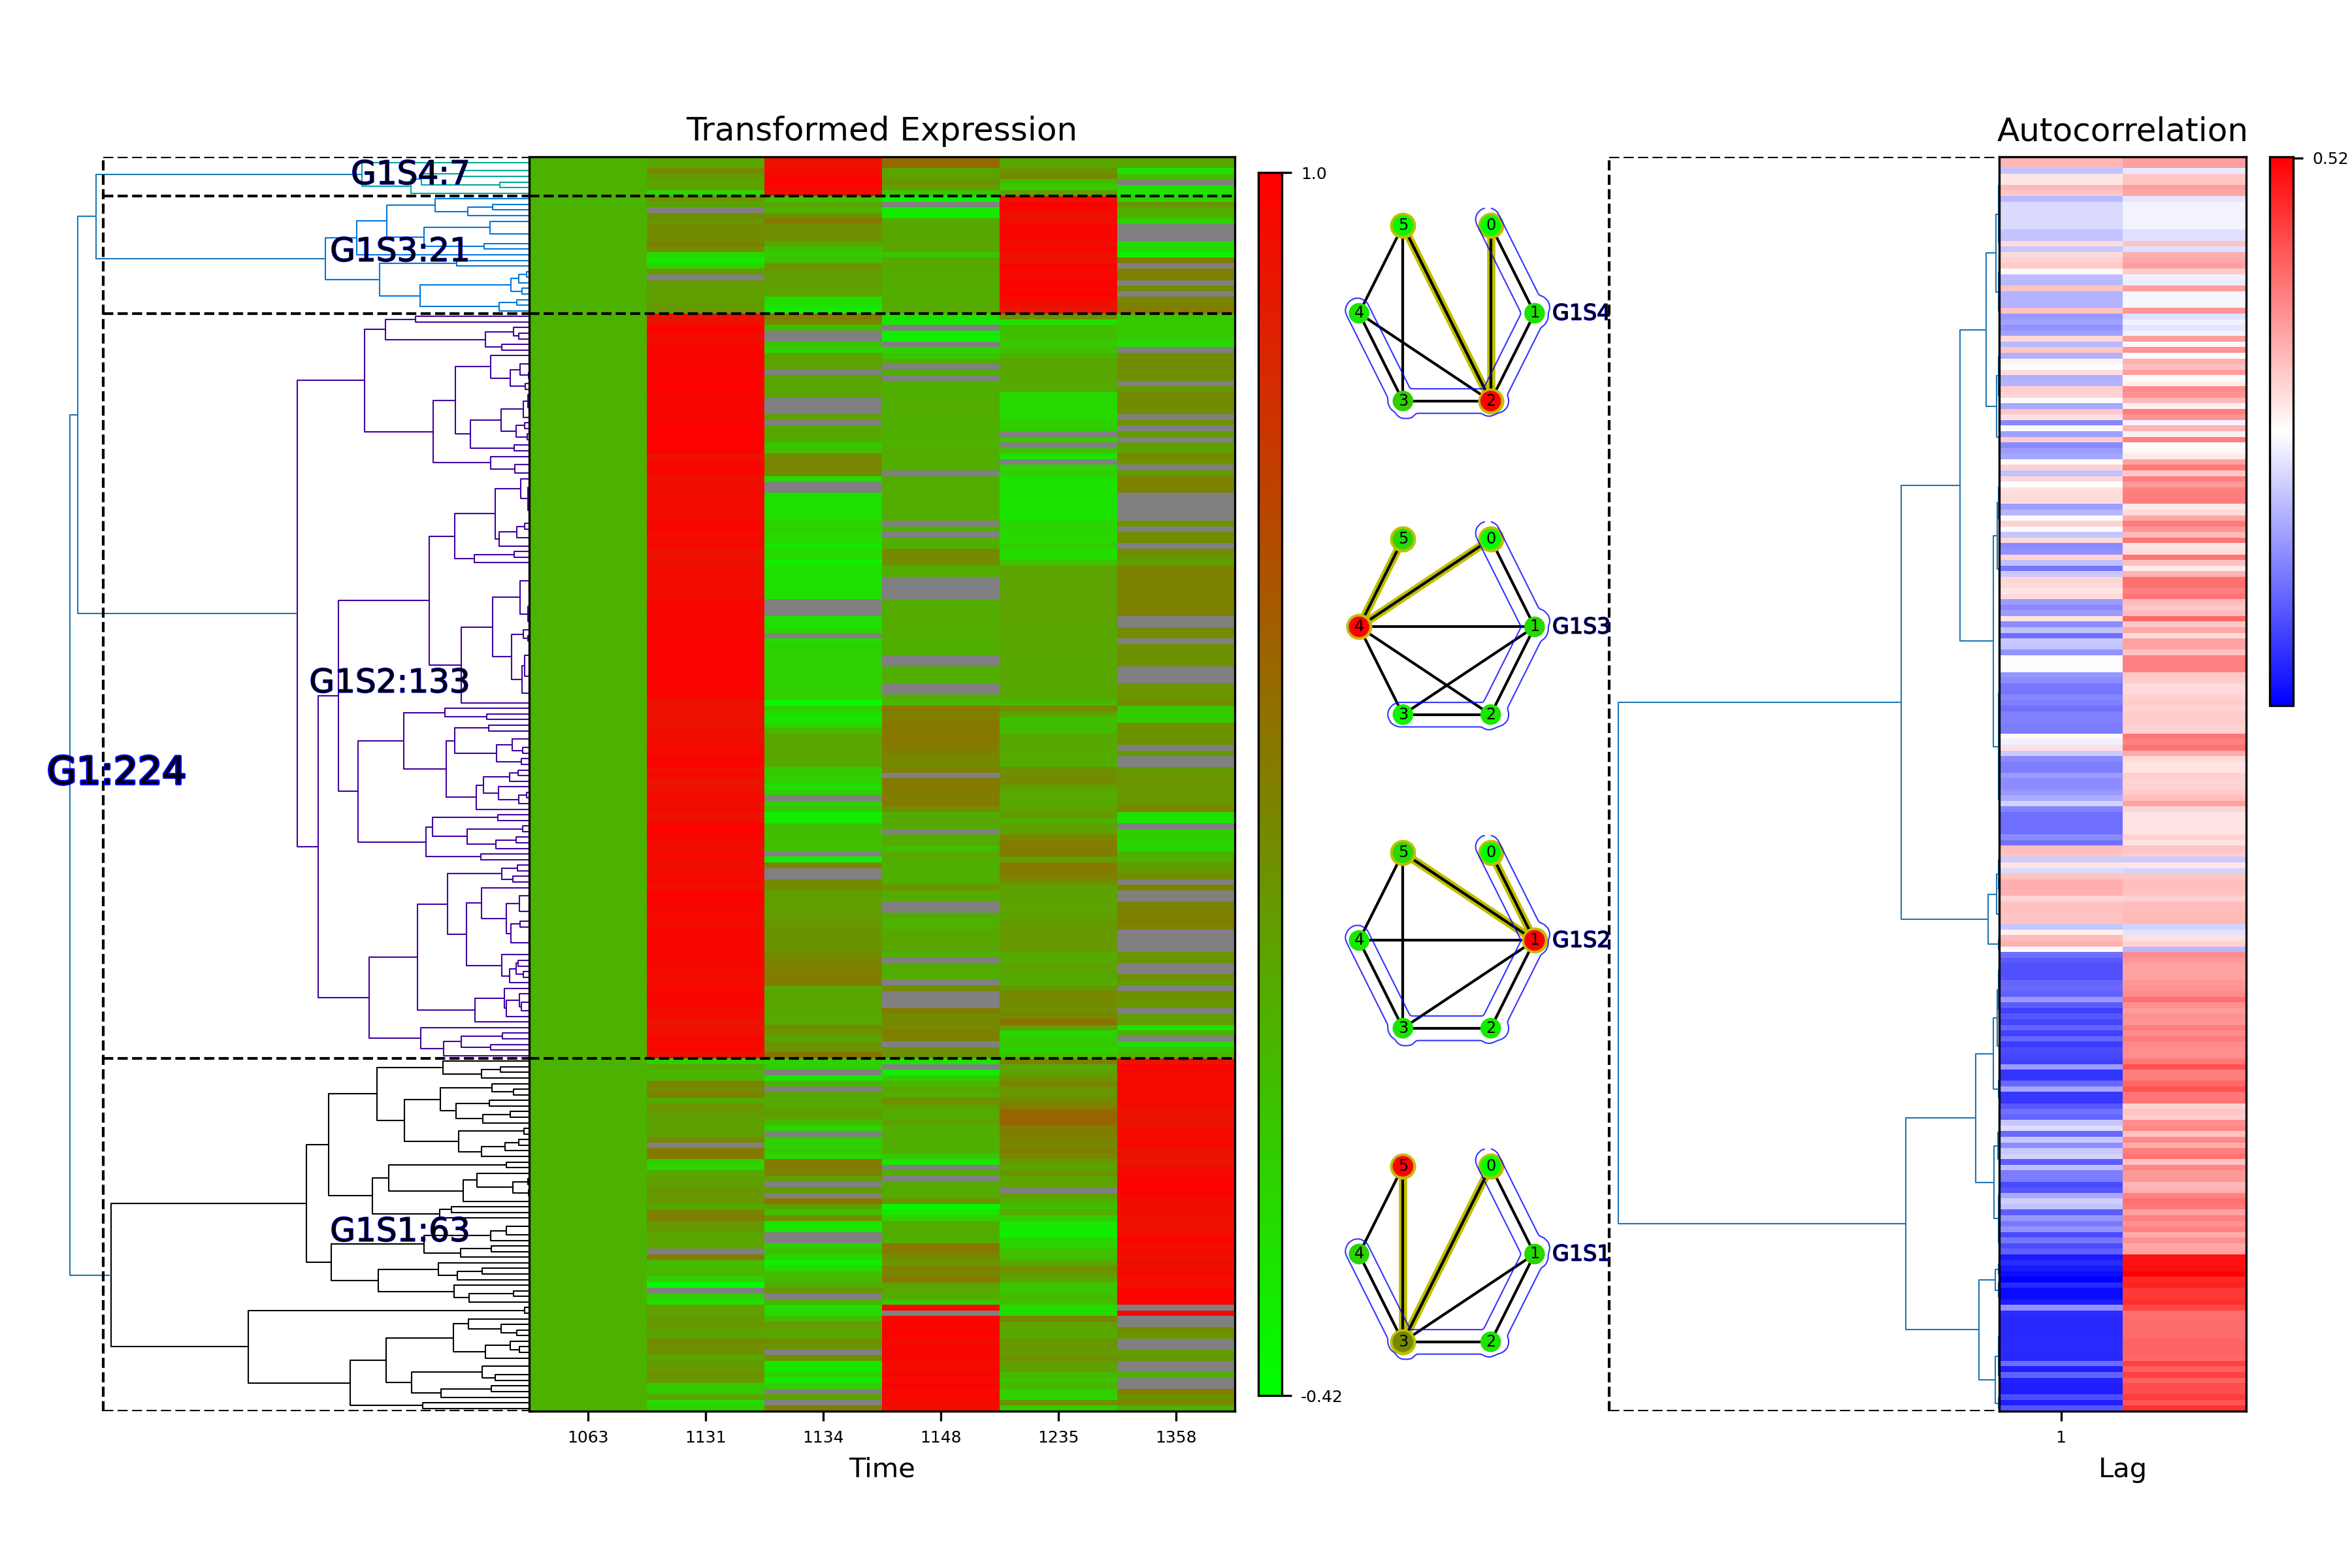 Transformed Expression
Autocorrelation
G1S4:7
G1S3:21
G1S2:133
G1:224
G1S1:63
1.0
-0.42
1063 1131 1134 1148 1235 1358
Time
5 0
4 1 G1S4
3 2
5 0
4 1 G1S3
3 2
5 0
4 1 G1S2
3 2
5 0
4 1 G1S1
3 2
0.52
1
Lag